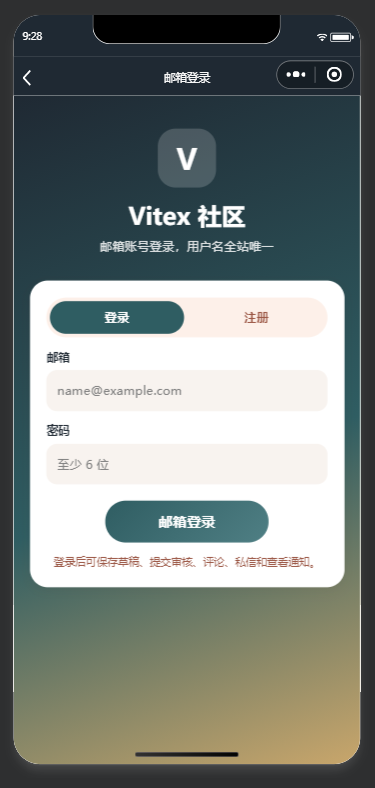 9:28
邮箱登录
V
Vitex 社区
邮箱账号登录，用户名全站唯一
登录 注册
邮箱
name@example.com
密码
至少 6 位
邮箱登录
登录后可保存草稿、提交审核、评论、私信和查看通知。